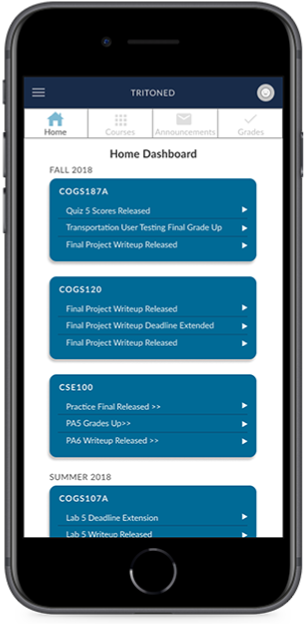 TRITONED
Home
Courses
Announcements
Grades
Home Dashboard
FALL 2018
COGS187A
Quiz 5 Scores Released
Transportation User Testing Final Grade Up
Final Project Writeup Released
COGS120
Final Project Writeup Released
Final Project Writeup Deadline Extended
Final Project Writeup Released
CSE100
Practice Final Released >>
PA5 Grades Up>>
PA6 Writeup Released >>
SUMMER 2018
COGS107A
Lab 5 Deadline Extension
Lab 5 Writeup Released